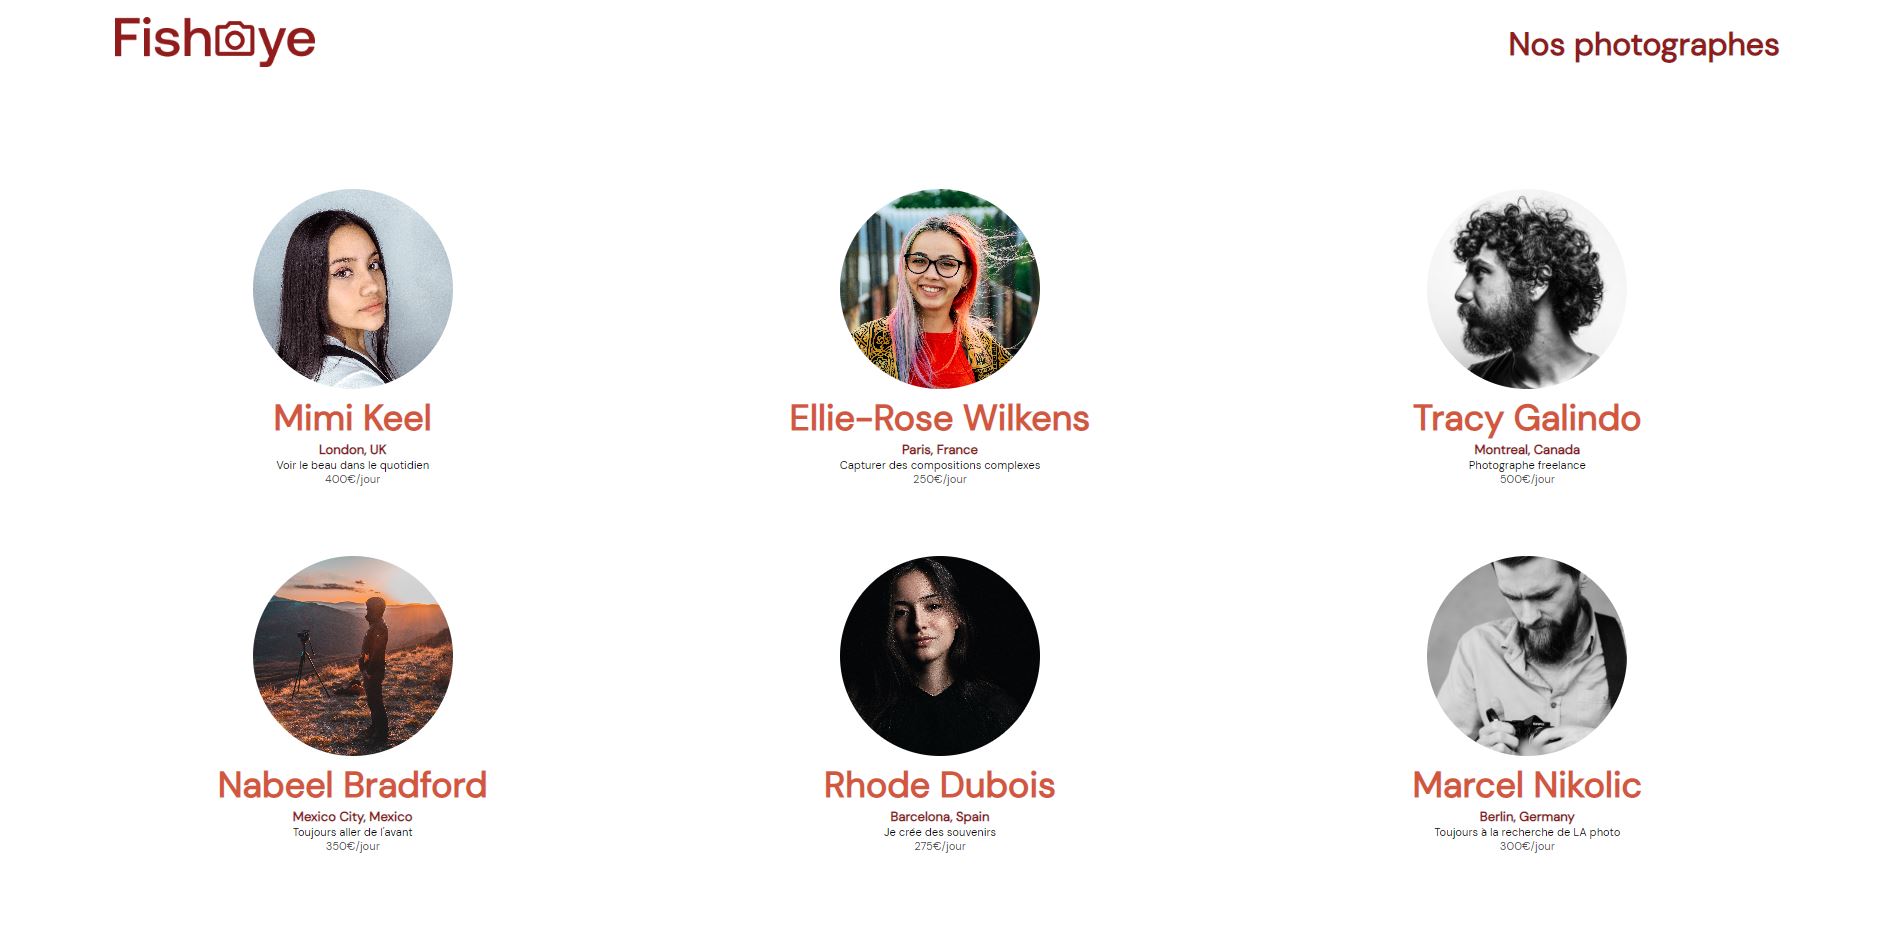 Fisheye
Nos photographes
Mimi Keel
London, UK
Voir le beau dans le quotidien
400€/jour
Ellie-Rose Wilkens
Paris, France
Capturer des compositions complexes
250€/jour
Tracy Galindo
Montreal, Canada
Photographe freelance
500€/jour
Nabeel Bradford
Mexico City, Mexico
Toujours aller de l'avant
350€/jour
Rhode Dubois
Barcelona, Spain
Je crée des souvenirs
275€/jour
Marcel Nikolic
Berlin, Germany
Toujours à la recherche de LA photo
300€/jour